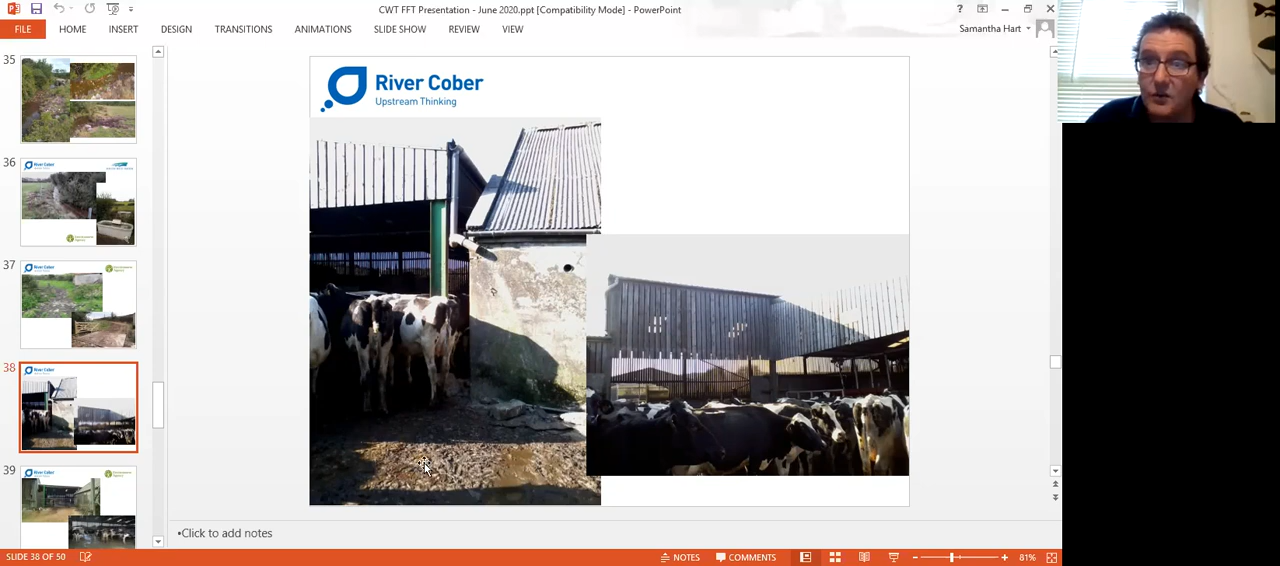 CWT FFT Presentation - June 2020.ppt [Compatibility Mode] - PowerPoint
FILE HOME INSERT DESIGN TRANSITIONS ANIMATIONS SLIDE SHOW REVIEW VIEW
Samantha Hart
35
36
37
38
39
River Cober
Upstream Thinking
•Click to add notes
SLIDE 38 OF 50
NOTES
COMMENTS
81%